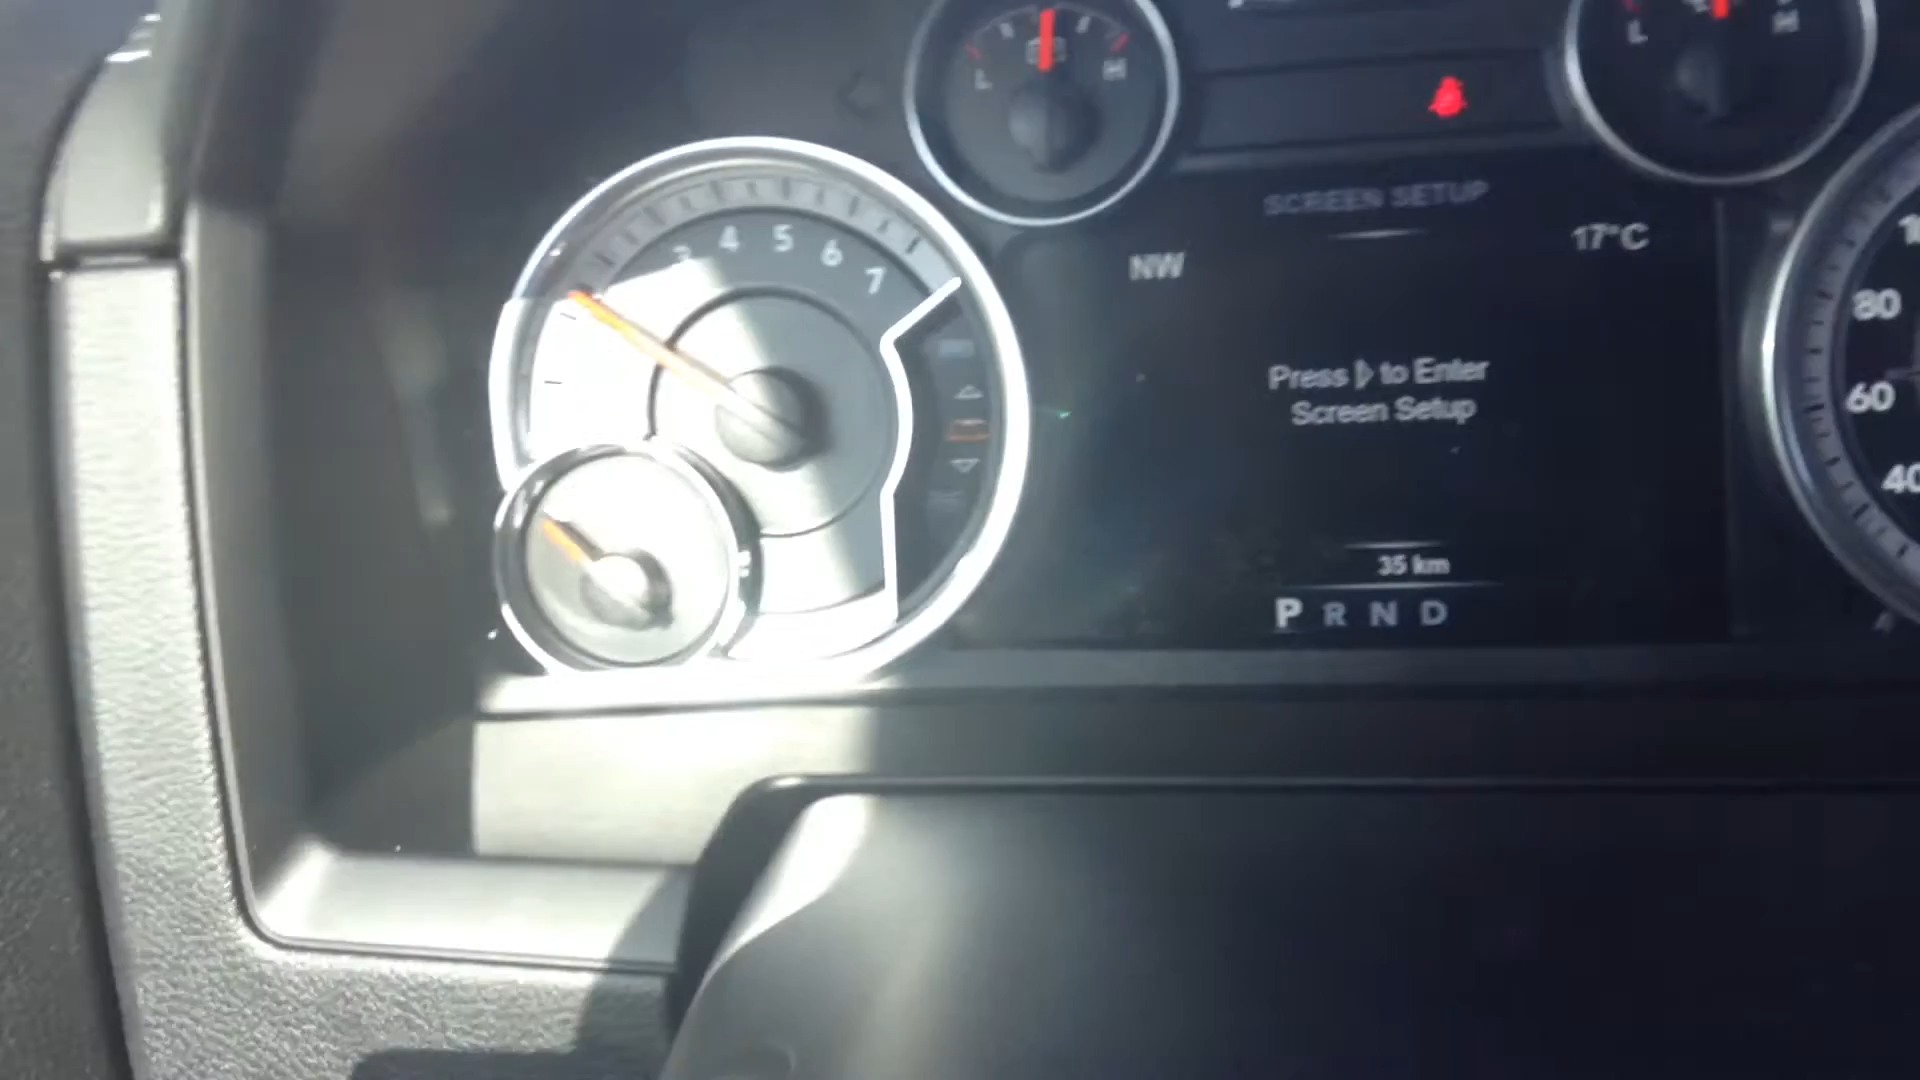 L H
L H
SCREEN SETUP
NW 17°C
3 4 5 6 7
80
Press ▷ to Enter
Screen Setup
60
40
35 km
P R N D